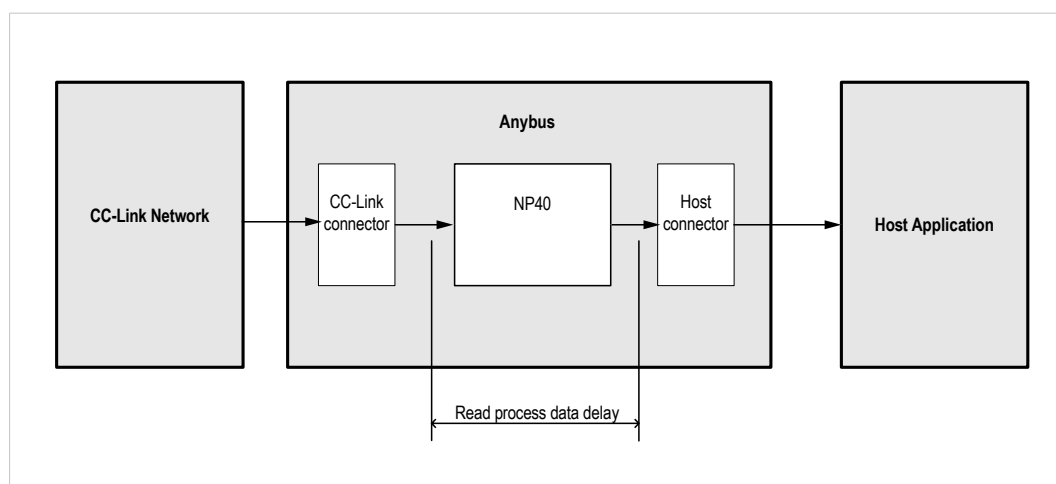 Anybus
CC-Link Network
CC-Link
connector
NP40
Host
connector
Host Application
Read process data delay